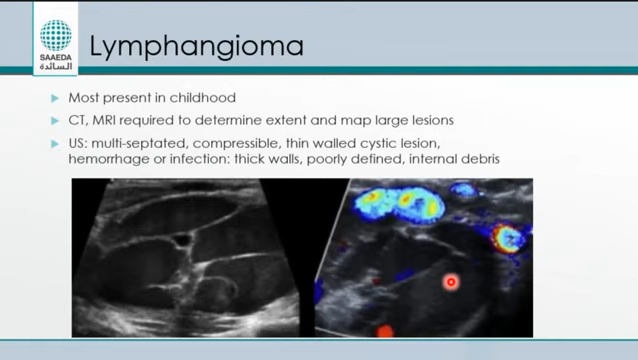 SAAEDA
السائدة
Lymphangioma
Most present in childhood
CT, MRI required to determine extent and map large lesions
US: multi-septated, compressible, thin walled cystic lesion,
hemorrhage or infection: thick walls, poorly defined, internal debris